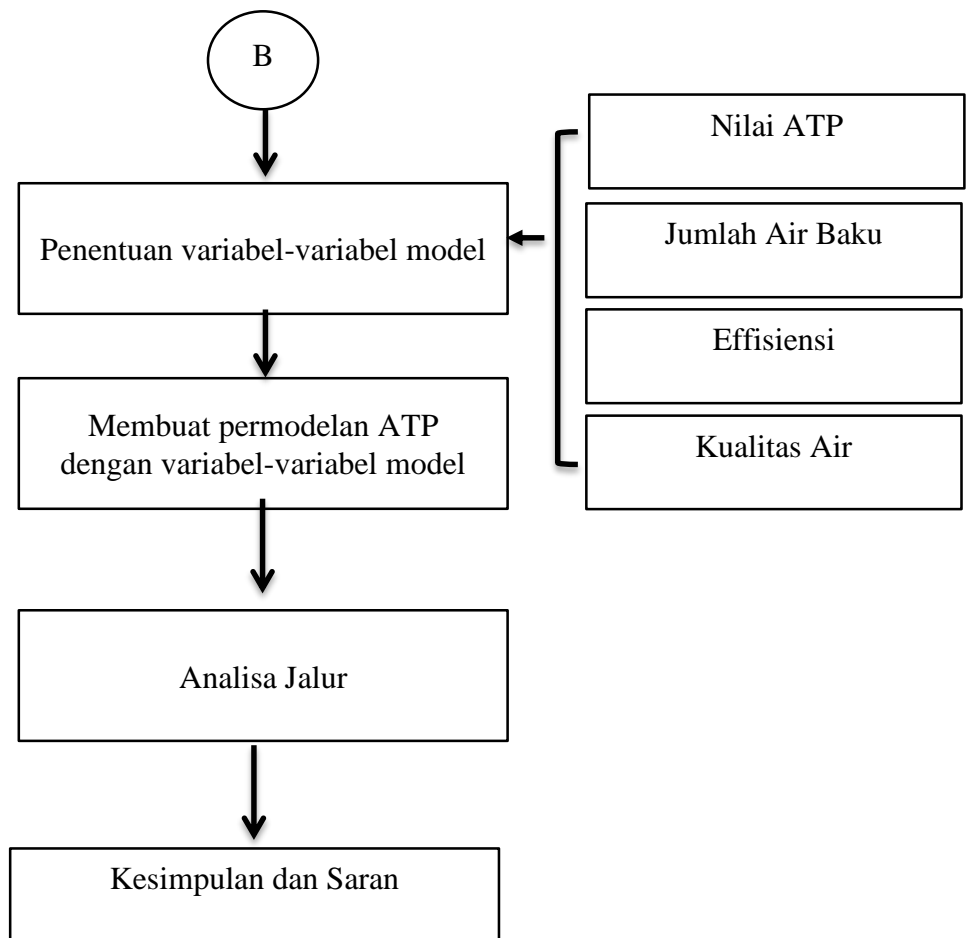 B
Nilai ATP
Penentuan variabel-variabel model
Jumlah Air Baku
Effisiensi
Membuat permodelan ATP
dengan variabel-variabel model
Kualitas Air
Analisa Jalur
Kesimpulan dan Saran